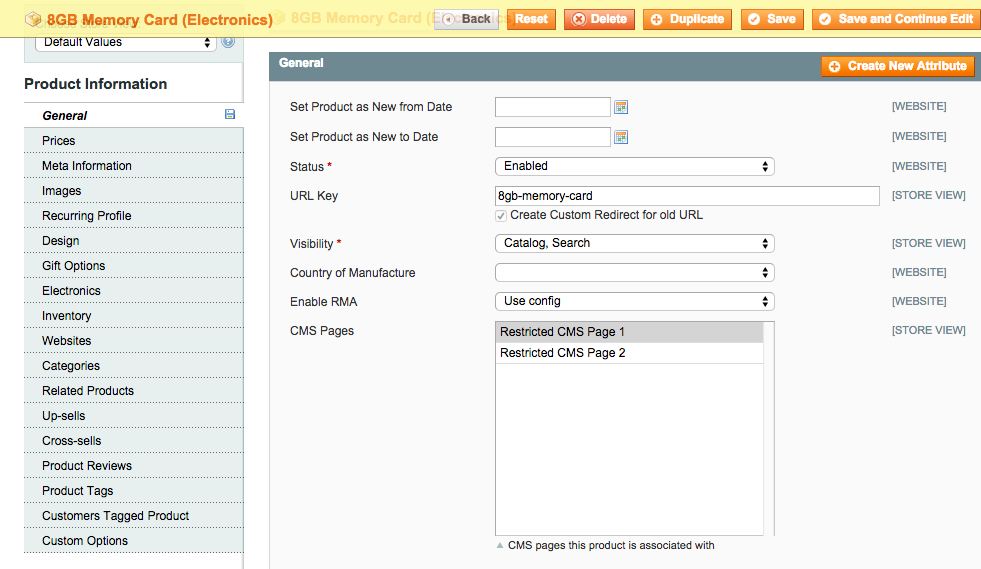 8GB Memory Card (Electronics)
8GB Memory Card (Electronics)
Back
Reset
Delete
Duplicate
Save
Save and Continue Edit
Default Values
Product Information
General
Prices
Meta Information
Images
Recurring Profile
Design
Gift Options
Electronics
Inventory
Websites
Categories
Related Products
Up-sells
Cross-sells
Product Reviews
Product Tags
Customers Tagged Product
Custom Options
General
Create New Attribute
Set Product as New from Date [WEBSITE]
Set Product as New to Date [WEBSITE]
Status * Enabled [WEBSITE]
URL Key 8gb-memory-card [STORE VIEW]
Create Custom Redirect for old URL
Visibility * Catalog, Search [STORE VIEW]
Country of Manufacture [WEBSITE]
Enable RMA Use config [WEBSITE]
CMS Pages Restricted CMS Page 1 [STORE VIEW]
Restricted CMS Page 2
CMS pages this product is associated with